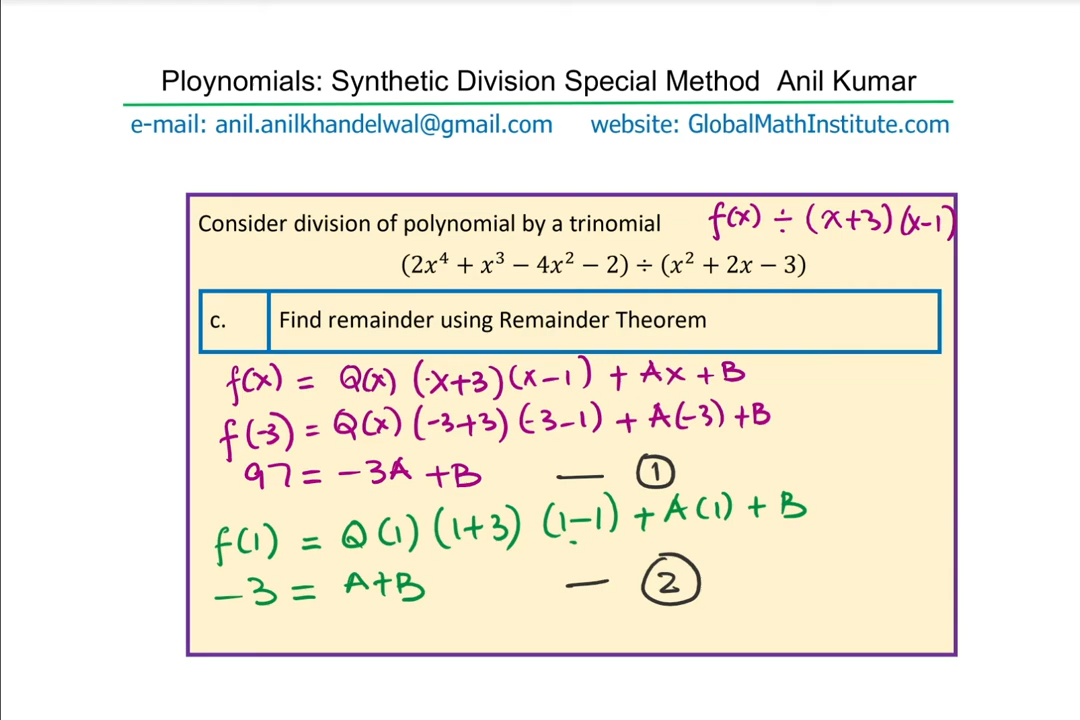 Ploynomials: Synthetic Division Special Method Anil Kumar
e-mail: anil.anilkhandelwal@gmail.com website: GlobalMathInstitute.com
Consider division of polynomial by a trinomial f(x) ÷ (x+3)(x-1)
(2x⁴ + x³ − 4x² − 2) ÷ (x² + 2x − 3)
c. Find remainder using Remainder Theorem
f(x) = Q(x) (x+3)(x-1) + Ax + B
f(-3) = Q(x) (-3+3) (-3-1) + A(-3) + B
97 = -3A + B — ①
f(1) = Q(1) (1+3) (1-1) + A(1) + B
-3 = A+B — ②